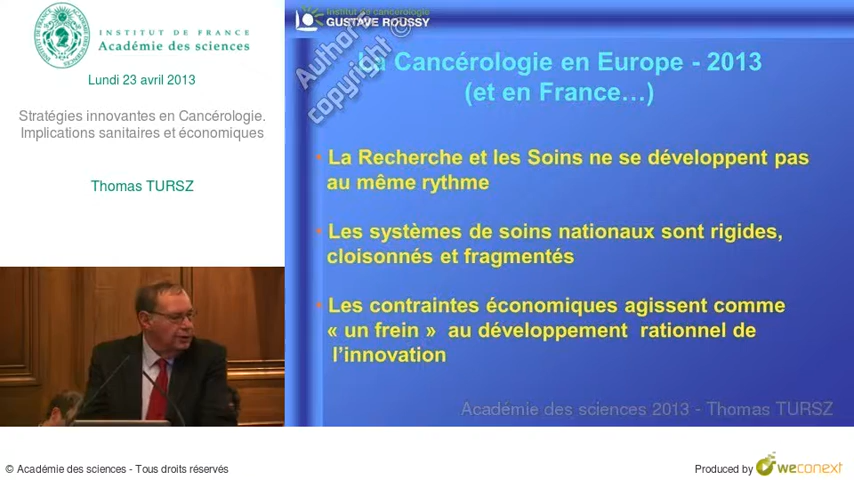 INSTITUT DE FRANCE
Académie des sciences
Lundi 23 avril 2013
Stratégies innovantes en Cancérologie.
Implications sanitaires et économiques
Thomas TURSZ
institut de cancérologie
GUSTAVE ROUSSY
Author's
copyright ©
La Cancérologie en Europe - 2013
(et en France…)
• La Recherche et les Soins ne se développent pas
au même rythme
• Les systèmes de soins nationaux sont rigides,
cloisonnés et fragmentés
• Les contraintes économiques agissent comme
« un frein » au développement rationnel de
l’innovation
Académie des sciences 2013 - Thomas TURSZ
© Académie des sciences - Tous droits réservés
Produced by weconext